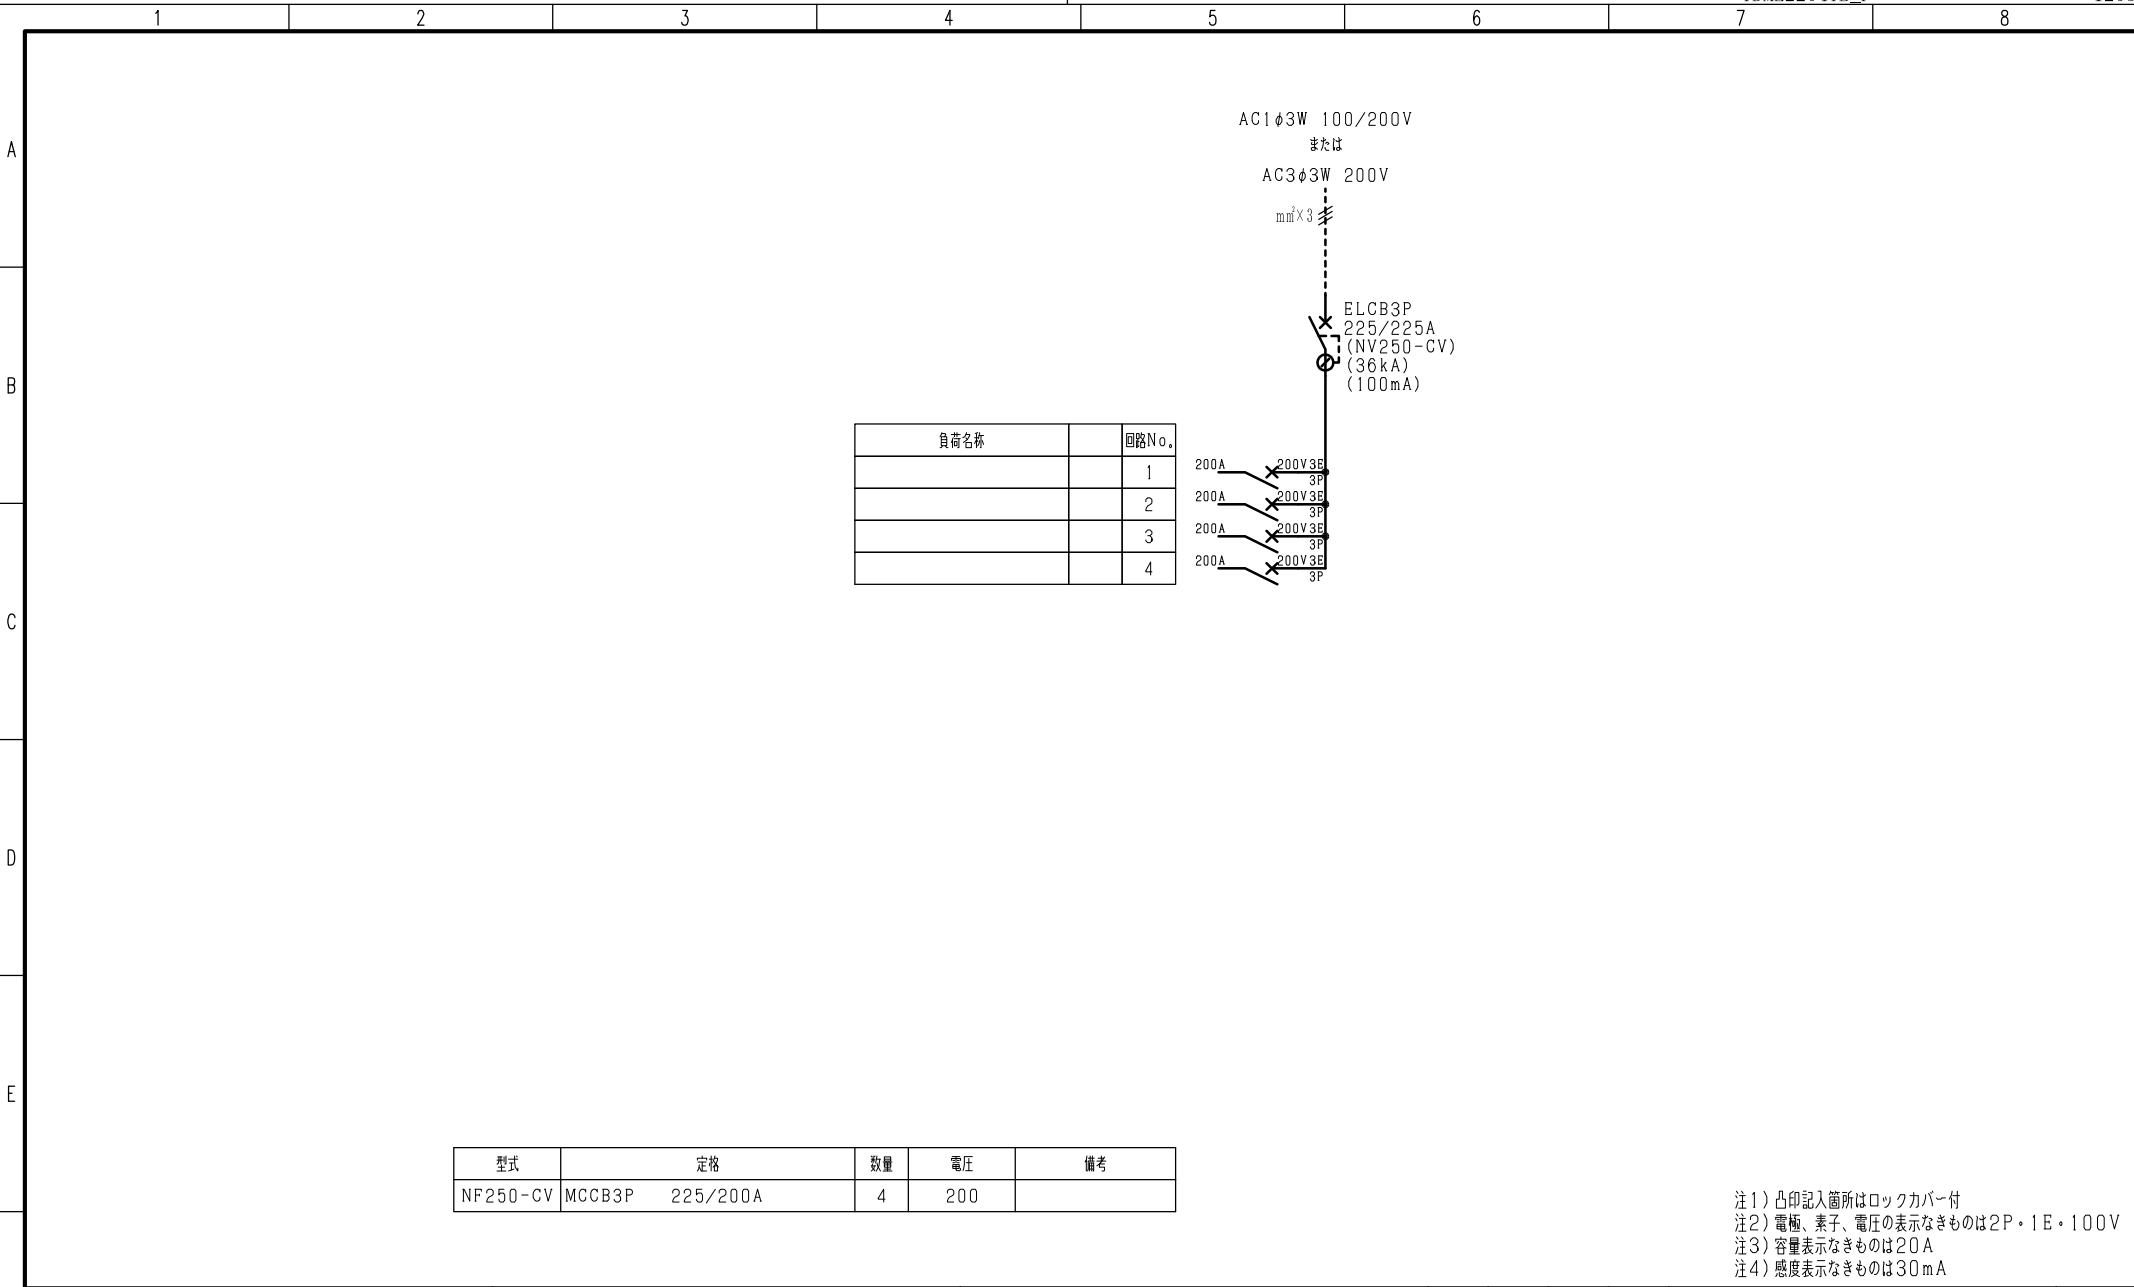 1 2 3 4 5 6 7 8
A
B
C
D
E
AC1φ3W 100/200V
または
AC3φ3W 200V
mm²×3
ELCB3P
225/225A
(NV250-CV)
(36kA)
(100mA)
負荷名称 回路No。
1
2
3
4
200A 200V3E
3P
200A 200V3E
3P
200A 200V3E
3P
200A 200V3E
3P
型式 定格 数量 電圧 備考
NF250-CV MCCB3P 225/200A 4 200
注1)凸印記入箇所はロックカバー付
注2)電極、素子、電圧の表示なきものは2P・1E・100V
注3)容量表示なきものは20A
注4)感度表示なきものは30mA